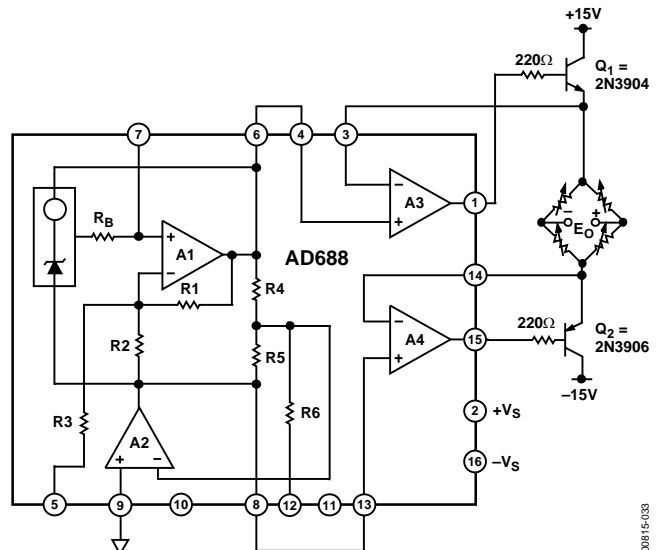 +15V
220Ω
Q1 =
2N3904
7
6
4
3
RB
A1
+
−
R1
AD688
A3
−
+
1
− EO +
R4
R2
R5
R3
R6
A2
+ −
A4
−
+
14
15
220Ω
Q2 =
2N3906
−15V
2 +VS
16 −VS
5
9
10
8
12
11
13
00815-033